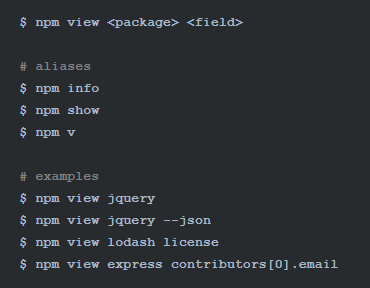 $ npm view <package> <field>
# aliases
$ npm info
$ npm show
$ npm v
# examples
$ npm view jquery
$ npm view jquery --json
$ npm view lodash license
$ npm view express contributors[0].email